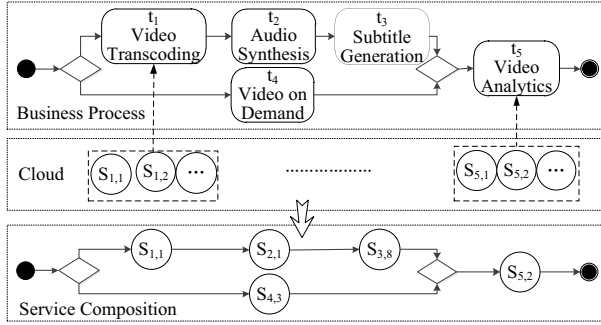 t1
Video
Transcoding
t2
Audio
Synthesis
t3
Subtitle
Generation
t4
Video on
Demand
t5
Video
Analytics
Business Process
Cloud
S1,1
S1,2
...
..................
S5,1
S5,2
...
S1,1
S2,1
S3,8
S4,3
S5,2
Service Composition